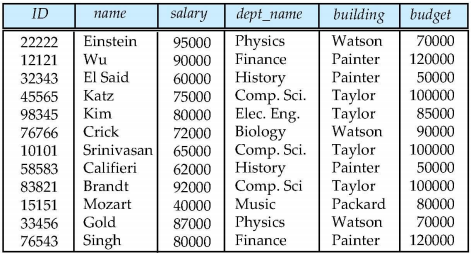 ID name salary dept_name building budget
22222 Einstein 95000 Physics Watson 70000
12121 Wu 90000 Finance Painter 120000
32343 El Said 60000 History Painter 50000
45565 Katz 75000 Comp. Sci. Taylor 100000
98345 Kim 80000 Elec. Eng. Taylor 85000
76766 Crick 72000 Biology Watson 90000
10101 Srinivasan 65000 Comp. Sci. Taylor 100000
58583 Califieri 62000 History Painter 50000
83821 Brandt 92000 Comp. Sci Taylor 100000
15151 Mozart 40000 Music Packard 80000
33456 Gold 87000 Physics Watson 70000
76543 Singh 80000 Finance Painter 120000